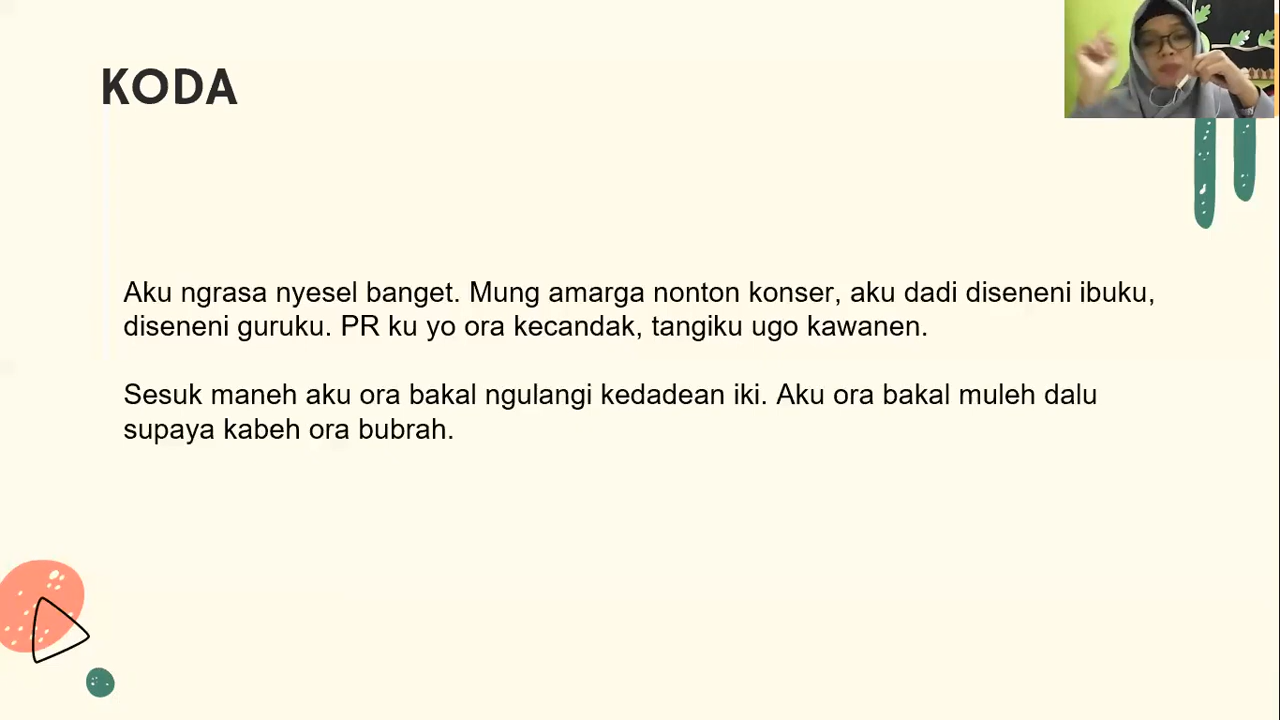 KODA
Aku ngrasa nyesel banget. Mung amarga nonton konser, aku dadi diseneni ibuku,
diseneni guruku. PR ku yo ora kecandak, tangiku ugo kawanen.
Sesuk maneh aku ora bakal ngulangi kedadean iki. Aku ora bakal muleh dalu
supaya kabeh ora bubrah.